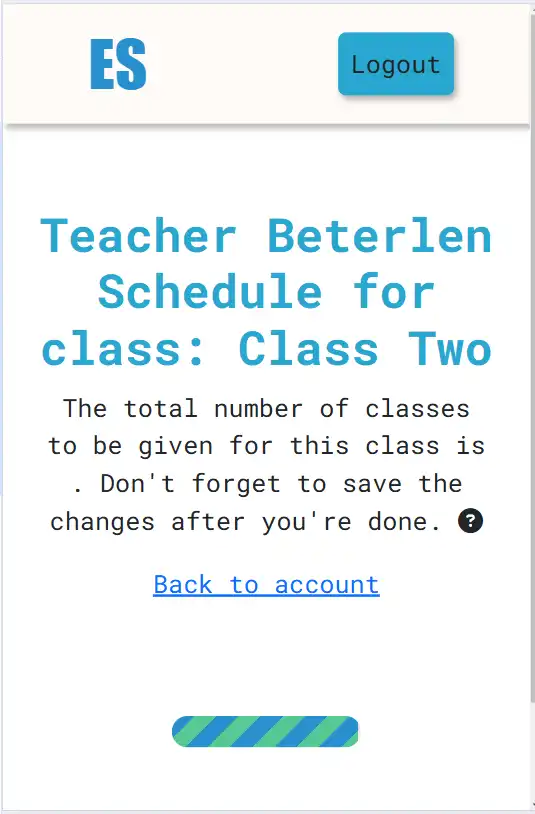 ES
Logout
Teacher Beterlen
Schedule for
class: Class Two
The total number of classes
to be given for this class is
. Don't forget to save the
changes after you're done. ?
Back to account